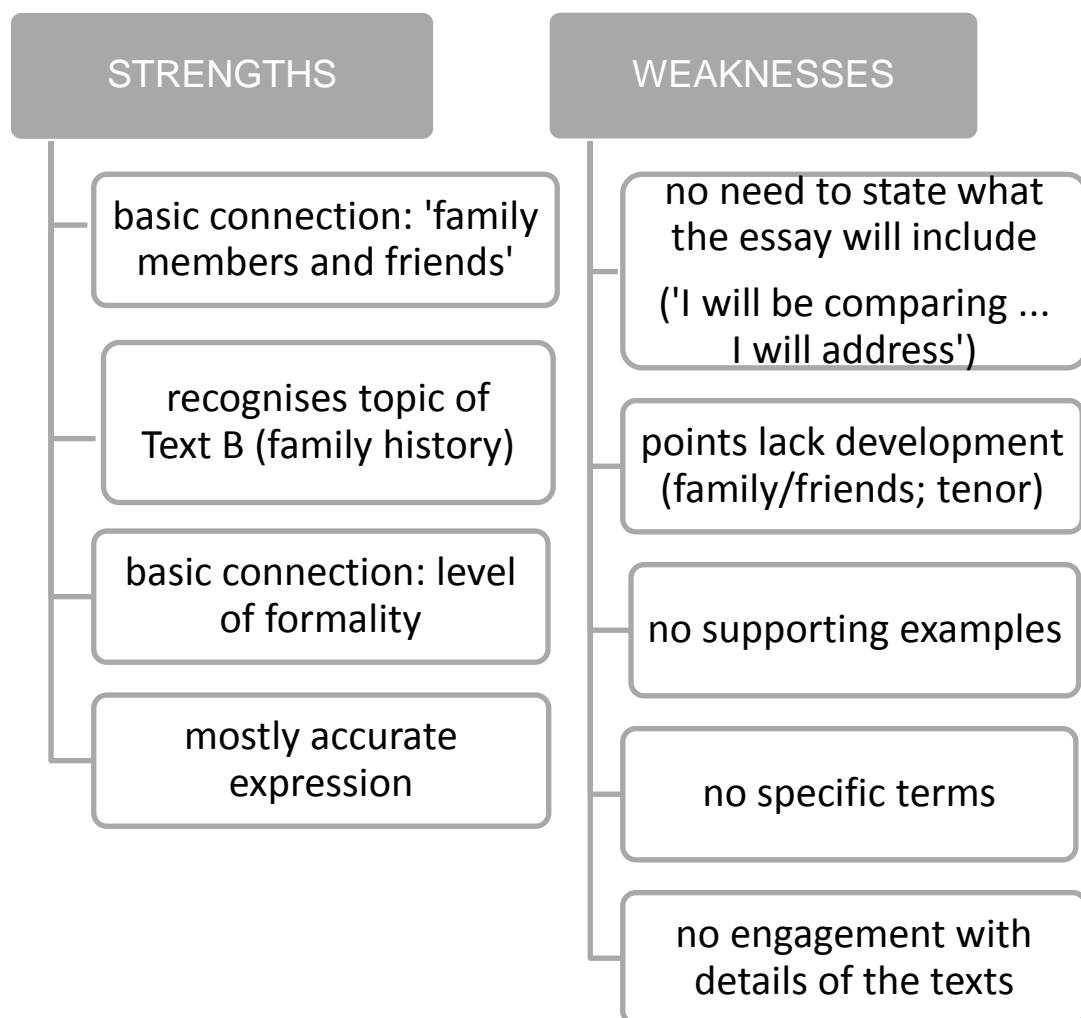 STRENGTHS
basic connection: 'family
members and friends'
recognises topic of
Text B (family history)
basic connection: level
of formality
mostly accurate
expression
WEAKNESSES
no need to state what
the essay will include
('I will be comparing ...
I will address')
points lack development
(family/friends; tenor)
no supporting examples
no specific terms
no engagement with
details of the texts